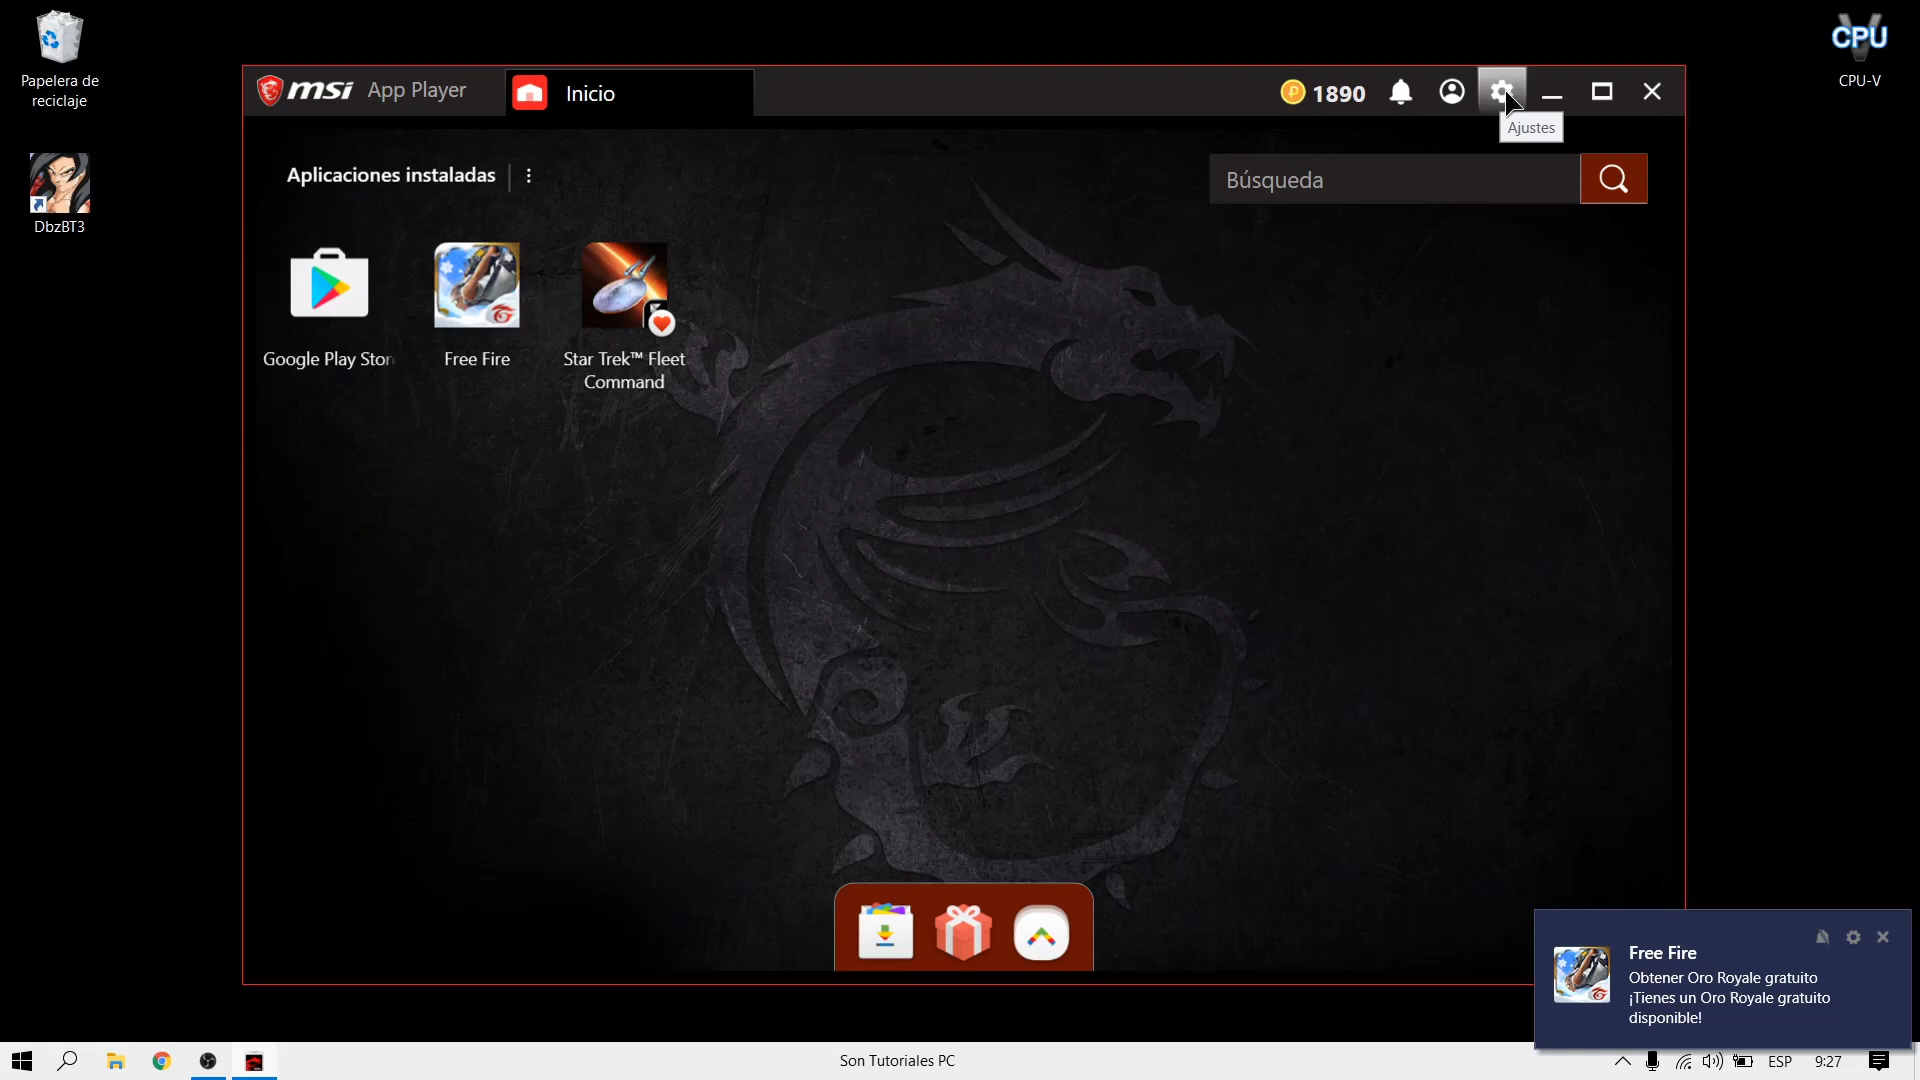 Papelera de
reciclaje
DbzBT3
CPU
CPU-V
msi App Player
Inicio
1890
Ajustes
Aplicaciones instaladas
Búsqueda
Google Play Stor
Free Fire
Star Trek™ Fleet
Command
Free Fire
Obtener Oro Royale gratuito
¡Tienes un Oro Royale gratuito
disponible!
Son Tutoriales PC
ESP
9:27